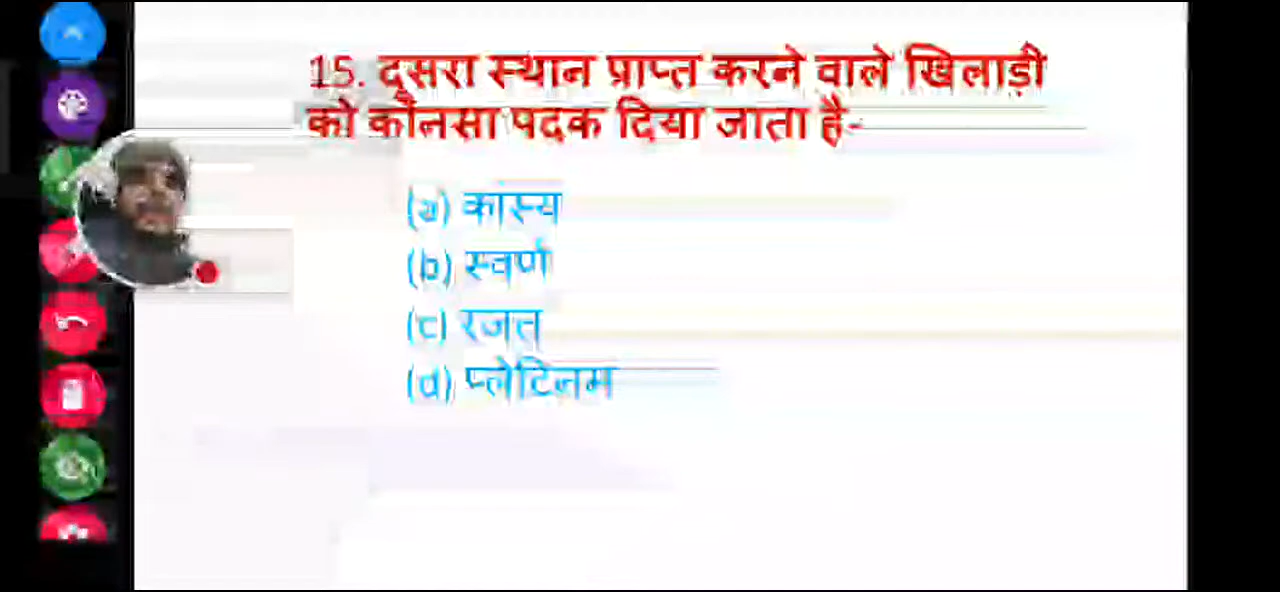 15. दूसरा स्थान प्राप्त करने वाले खिलाड़ी
को कौनसा पदक दिया जाता है-
(a) कांस्य
(b) स्वर्ण
(c) रजत
(d) प्लेटिनम